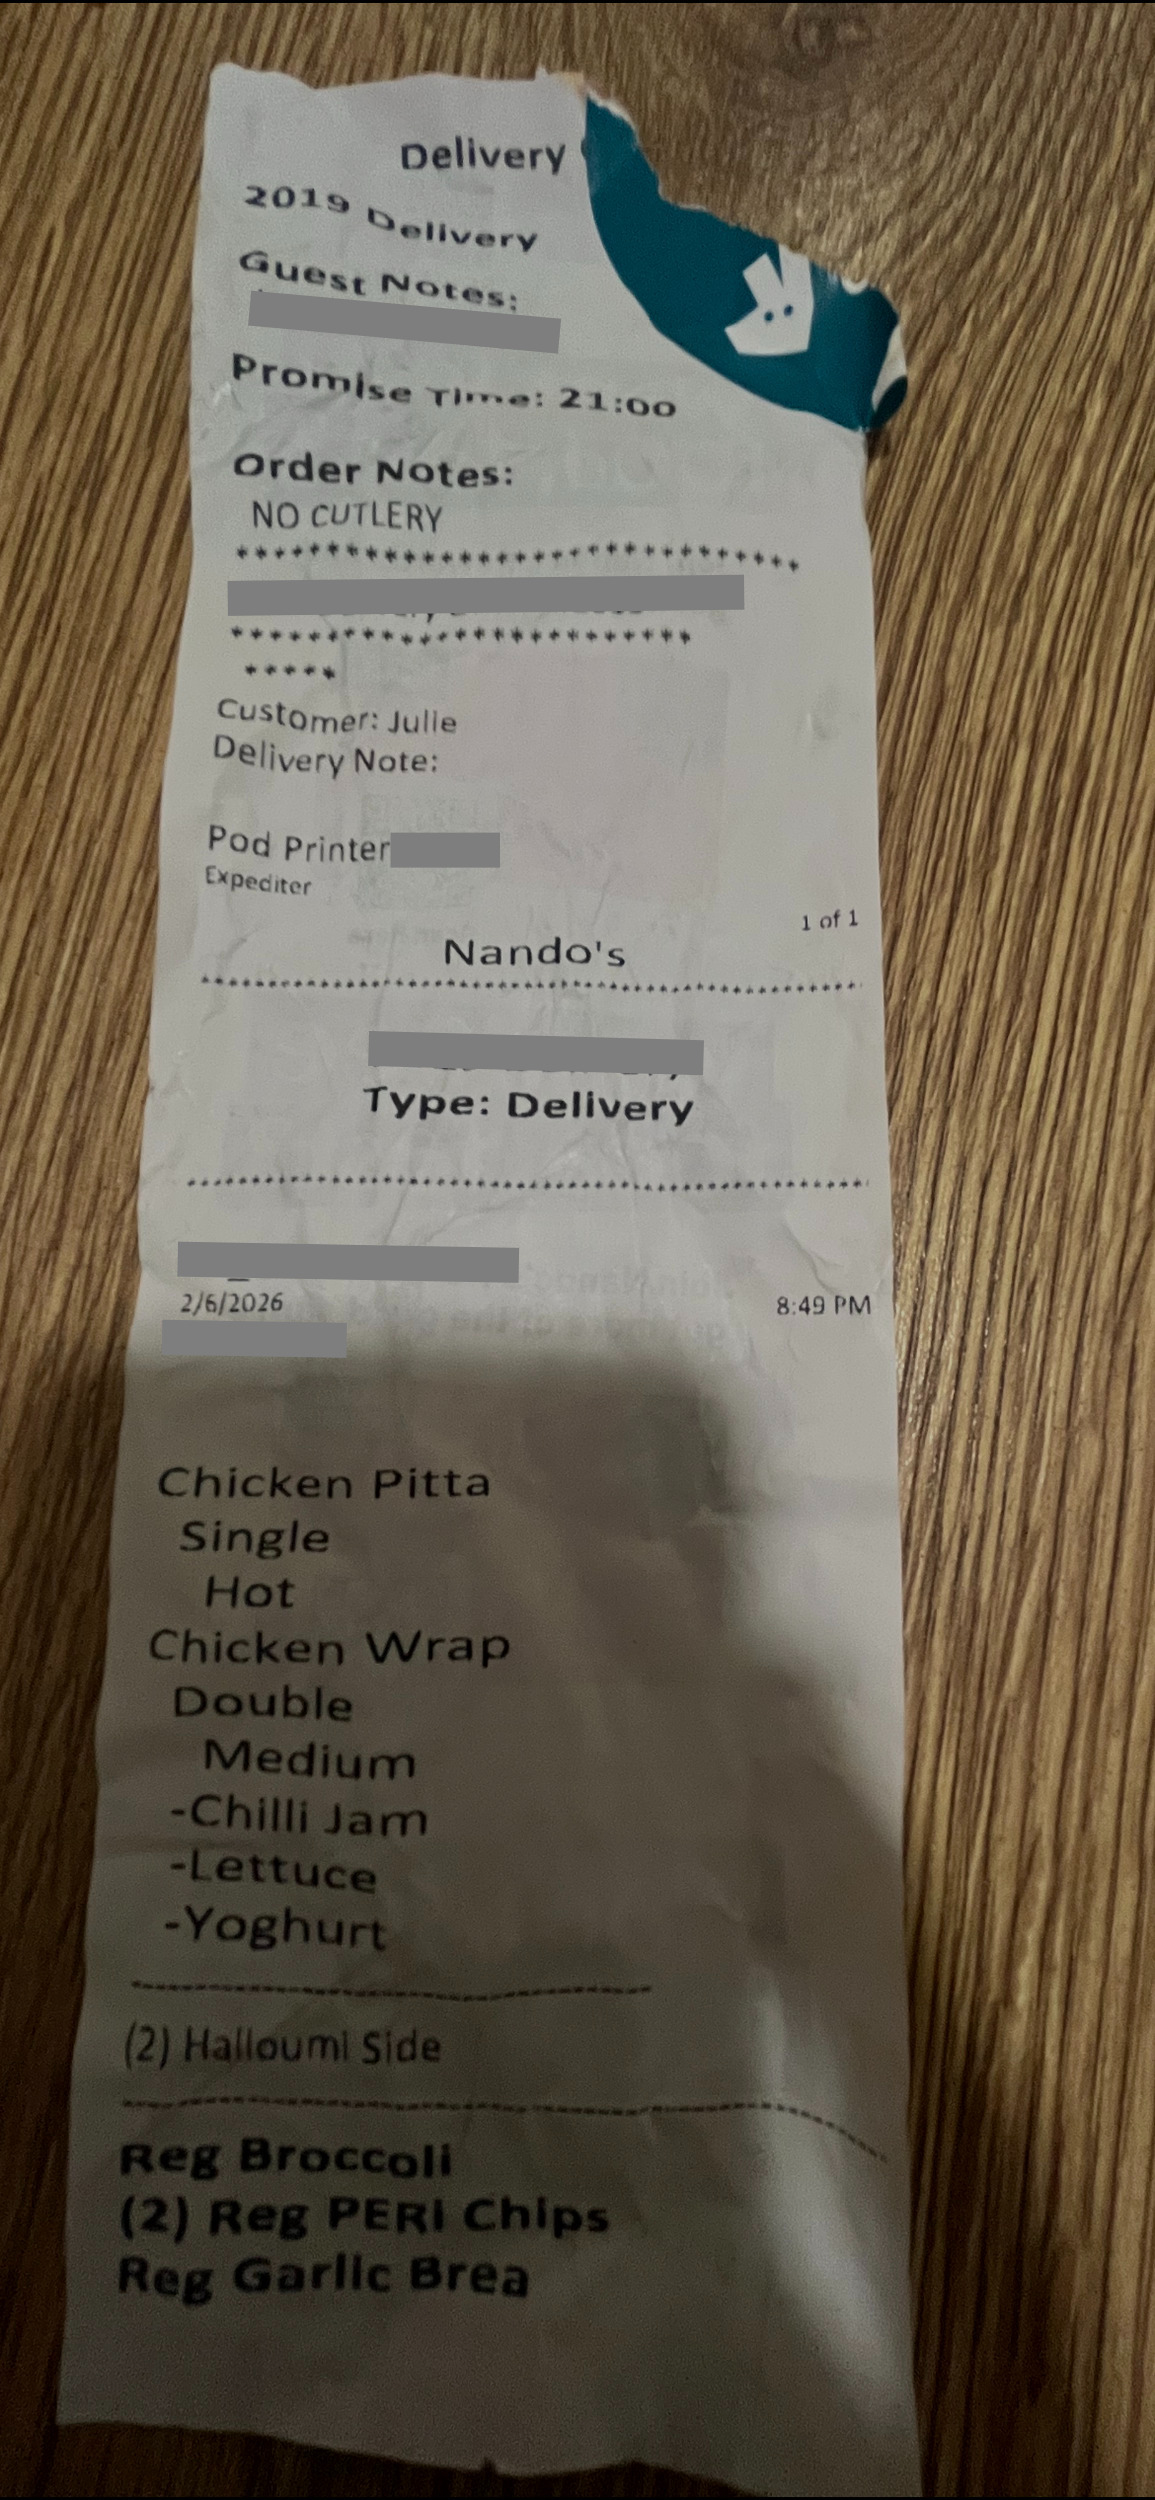 Delivery
2019 Delivery
Guest Notes:
Promise Time: 21:00
Order Notes:
NO CUTLERY
*******************************
*************************
*****
Customer: Julie
Delivery Note:
Pod Printer
Expediter
1 of 1
Nando's
Type: Delivery
2/6/2026 8:49 PM
Chicken Pitta
Single
Hot
Chicken Wrap
Double
Medium
-Chilli Jam
-Lettuce
-Yoghurt
(2) Halloumi Side
Reg Broccoli
(2) Reg PERi Chips
Reg Garlic Brea